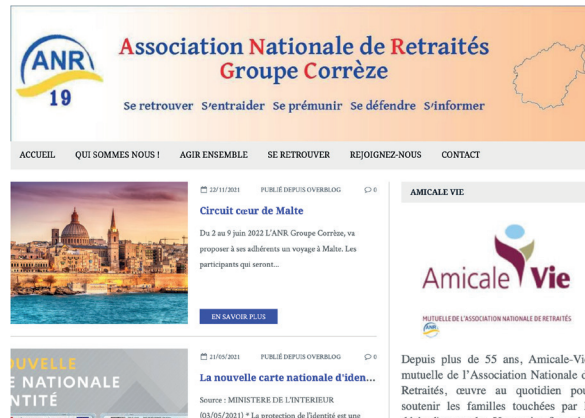 ANR
19
Association Nationale de Retraités
Groupe Corrèze
Se retrouver S'entraider Se prémunir Se défendre S'informer
ACCUEIL QUI SOMMES NOUS ! AGIR ENSEMBLE SE RETROUVER REJOIGNEZ-NOUS CONTACT
22/11/2021 PUBLIÉ DEPUIS OVERBLOG 0
Circuit cœur de Malte
Du 2 au 9 juin 2022 L'ANR Groupe Corrèze, va
proposer à ses adhérents un voyage à Malte. Les
participants qui seront...
EN SAVOIR PLUS
21/05/2021 PUBLIÉ DEPUIS OVERBLOG 0
La nouvelle carte nationale d'iden...
Source : MINISTERE DE L'INTERIEUR
(03/05/2021) * La protection de l'identité est une
UVELLE
E NATIONALE
NTITÉ
AMICALE VIE
Amicale Vie
MUTUELLE DE L'ASSOCIATION NATIONALE DE RETRAITÉS
ANR
Depuis plus de 55 ans, Amicale-Vie
mutuelle de l'Association Nationale d
Retraités, œuvre au quotidien po
soutenir les familles touchées par